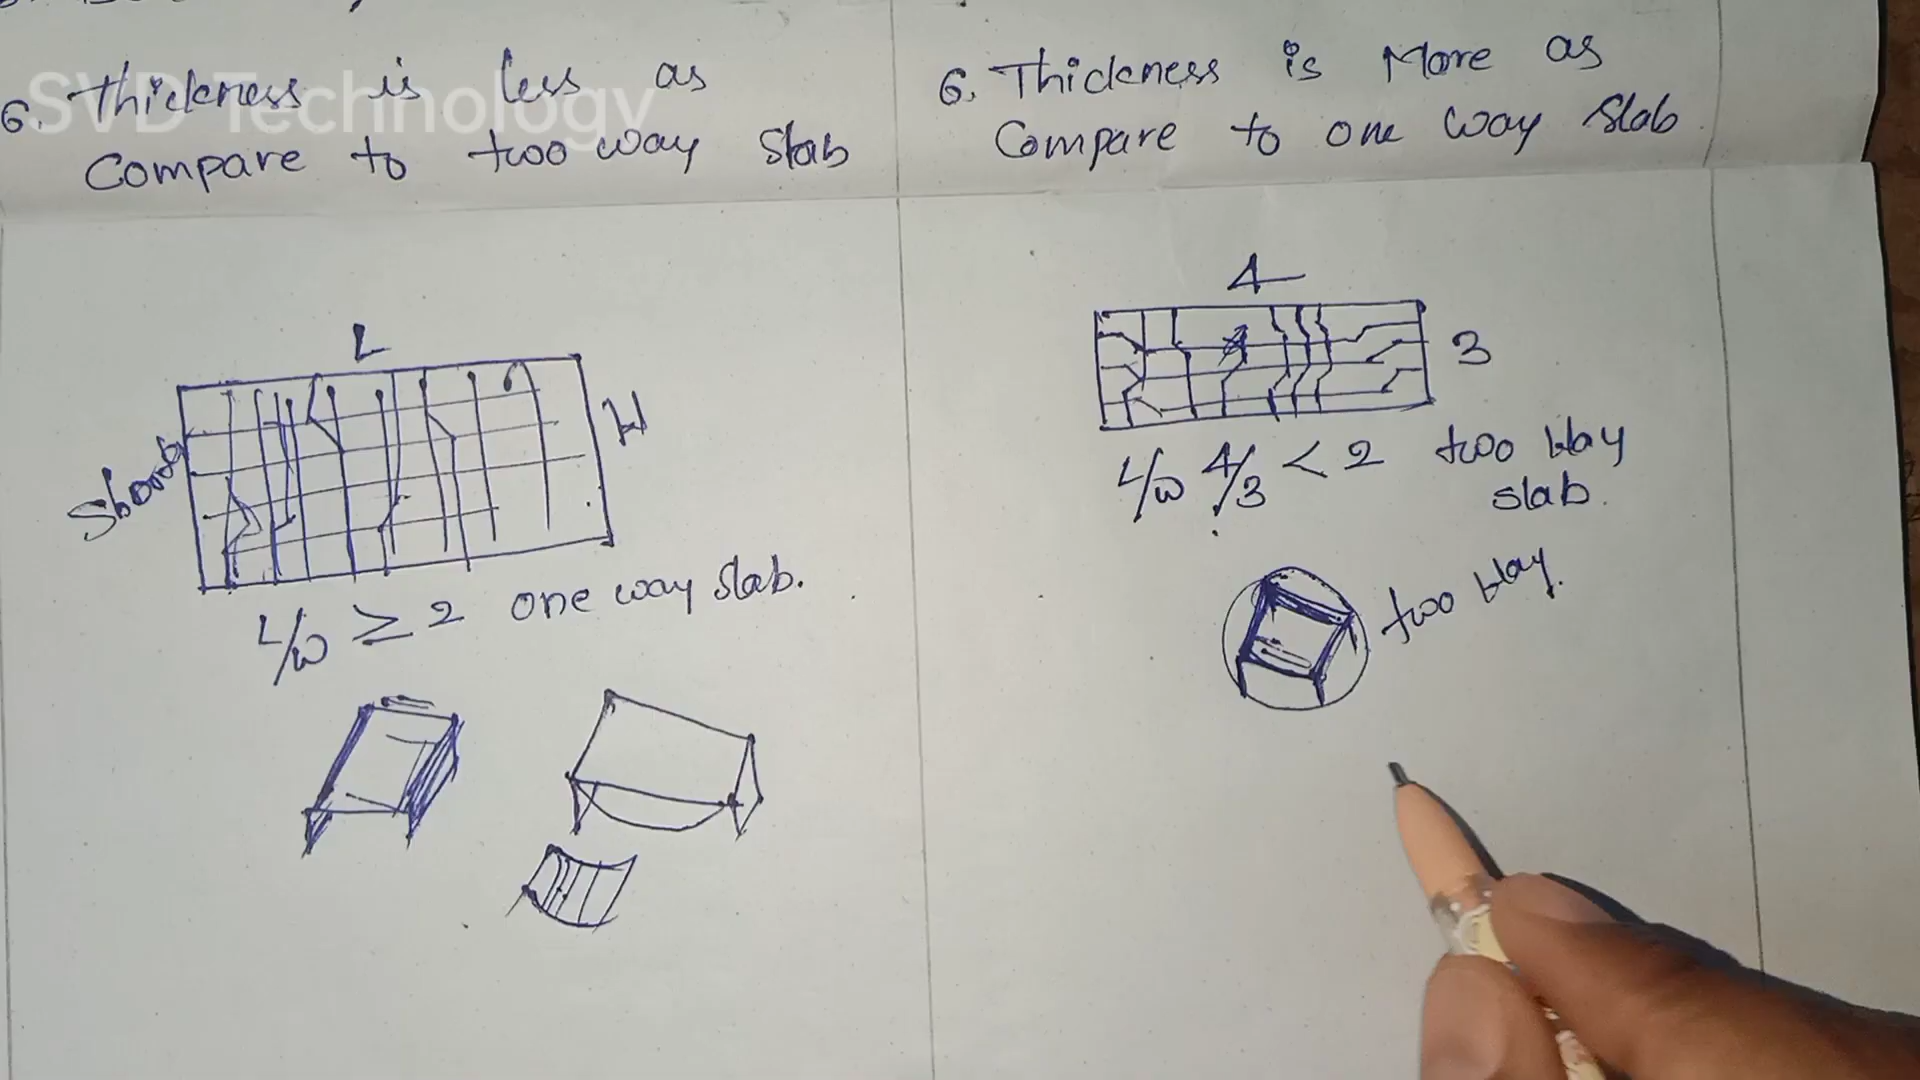 SVD Technology
6. Thickness is less as
Compare to two way slab
6. Thickness is More as
Compare to one way slab
L
W
L/W ≥ 2 one way slab.
4
3
L/W 4/3 < 2 two way
slab.
two way.